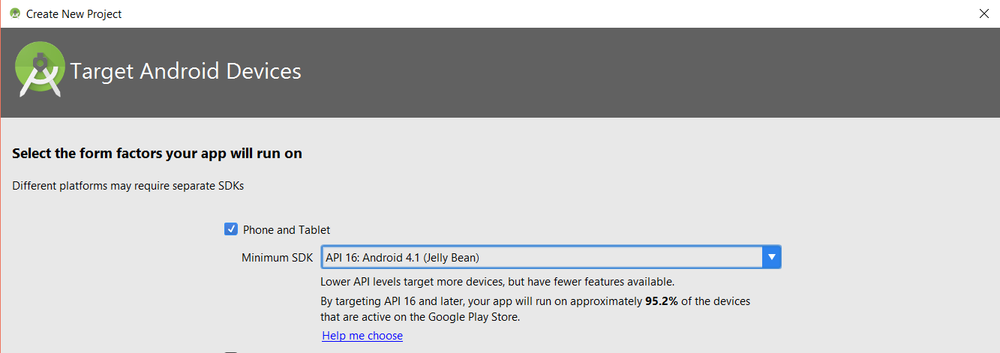 Create New Project
Target Android Devices
Select the form factors your app will run on
Different platforms may require separate SDKs
Phone and Tablet
Minimum SDK API 16: Android 4.1 (Jelly Bean)
Lower API levels target more devices, but have fewer features available.
By targeting API 16 and later, your app will run on approximately 95.2% of the devices
that are active on the Google Play Store.
Help me choose